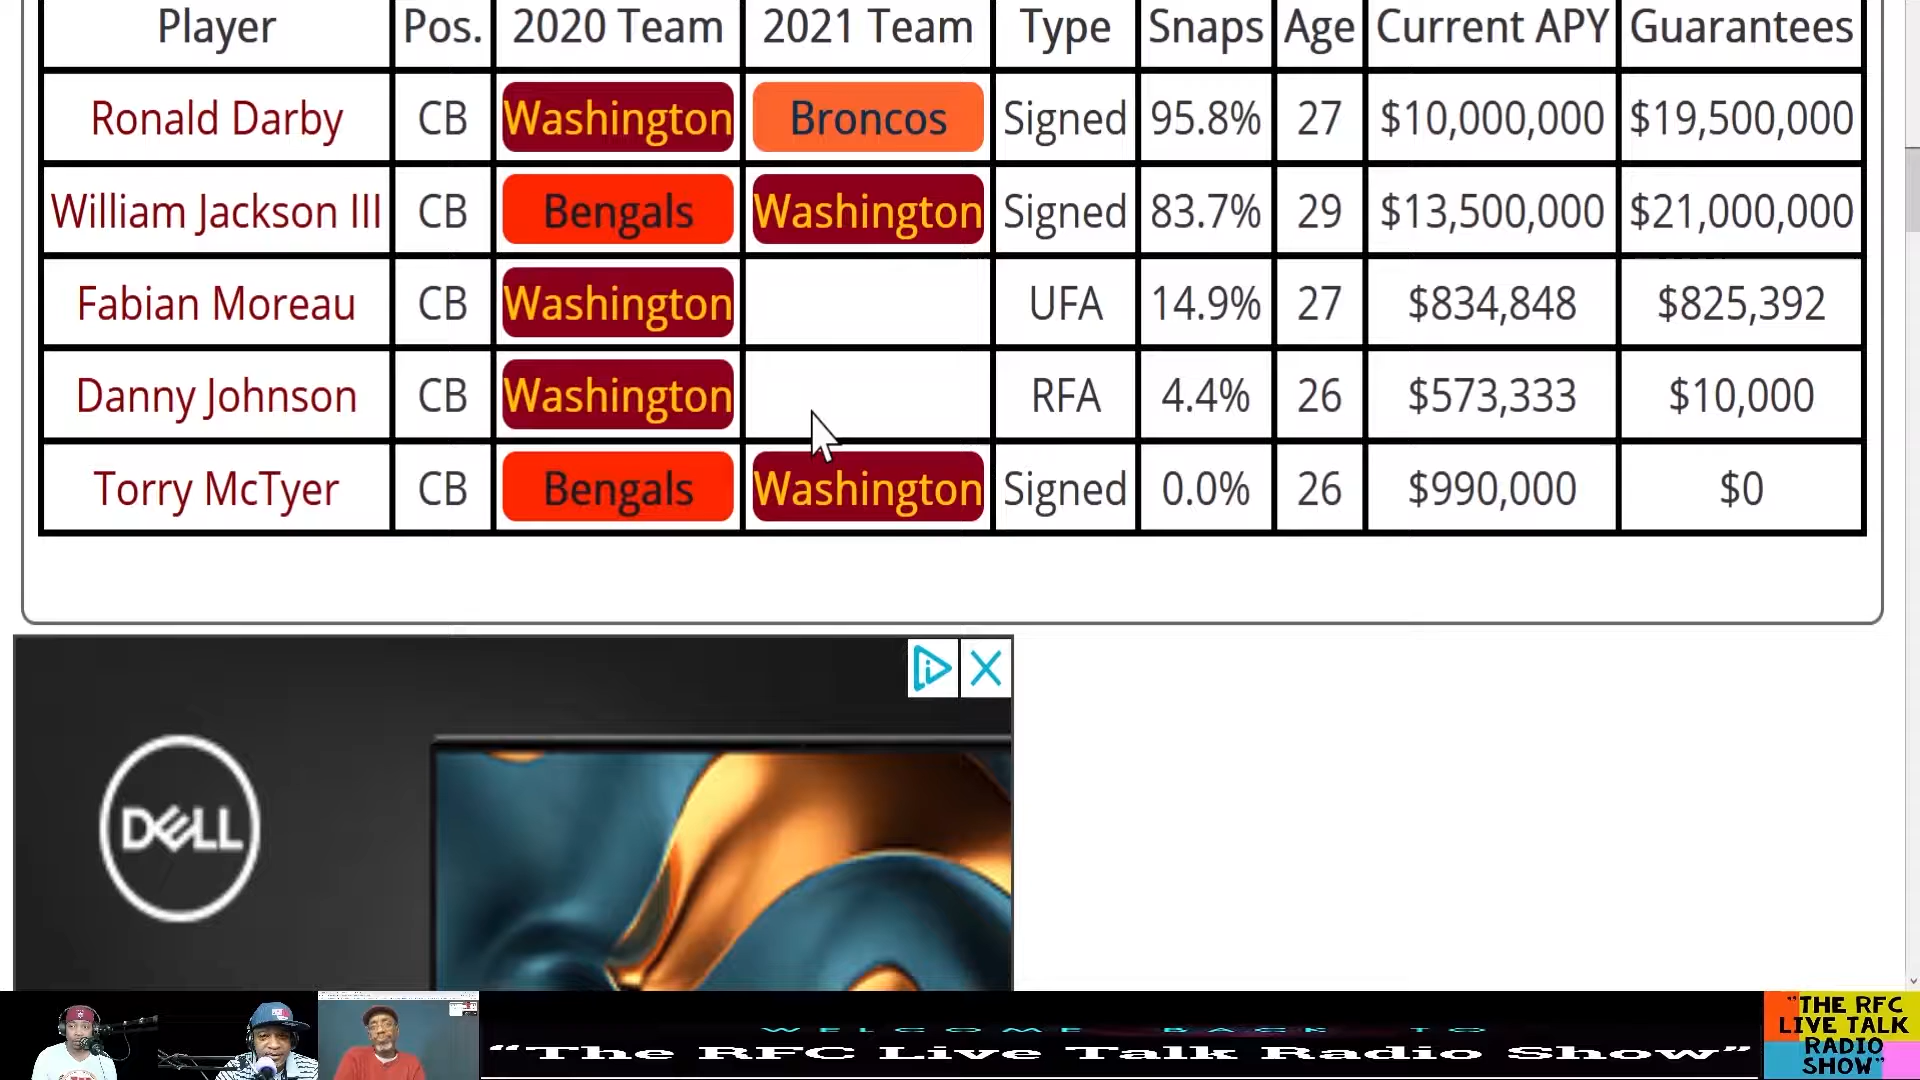 Player Pos. 2020 Team 2021 Team Type Snaps Age Current APY Guarantees
Ronald Darby CB Washington Broncos Signed 95.8% 27 $10,000,000 $19,500,000
William Jackson III CB Bengals Washington Signed 83.7% 29 $13,500,000 $21,000,000
Fabian Moreau CB Washington UFA 14.9% 27 $834,848 $825,392
Danny Johnson CB Washington RFA 4.4% 26 $573,333 $10,000
Torry McTyer CB Bengals Washington Signed 0.0% 26 $990,000 $0
DELL
WELCOME BACK TO
"The RFC Live Talk Radio Show"
"THE RFC
LIVE TALK
RADIO
SHOW"